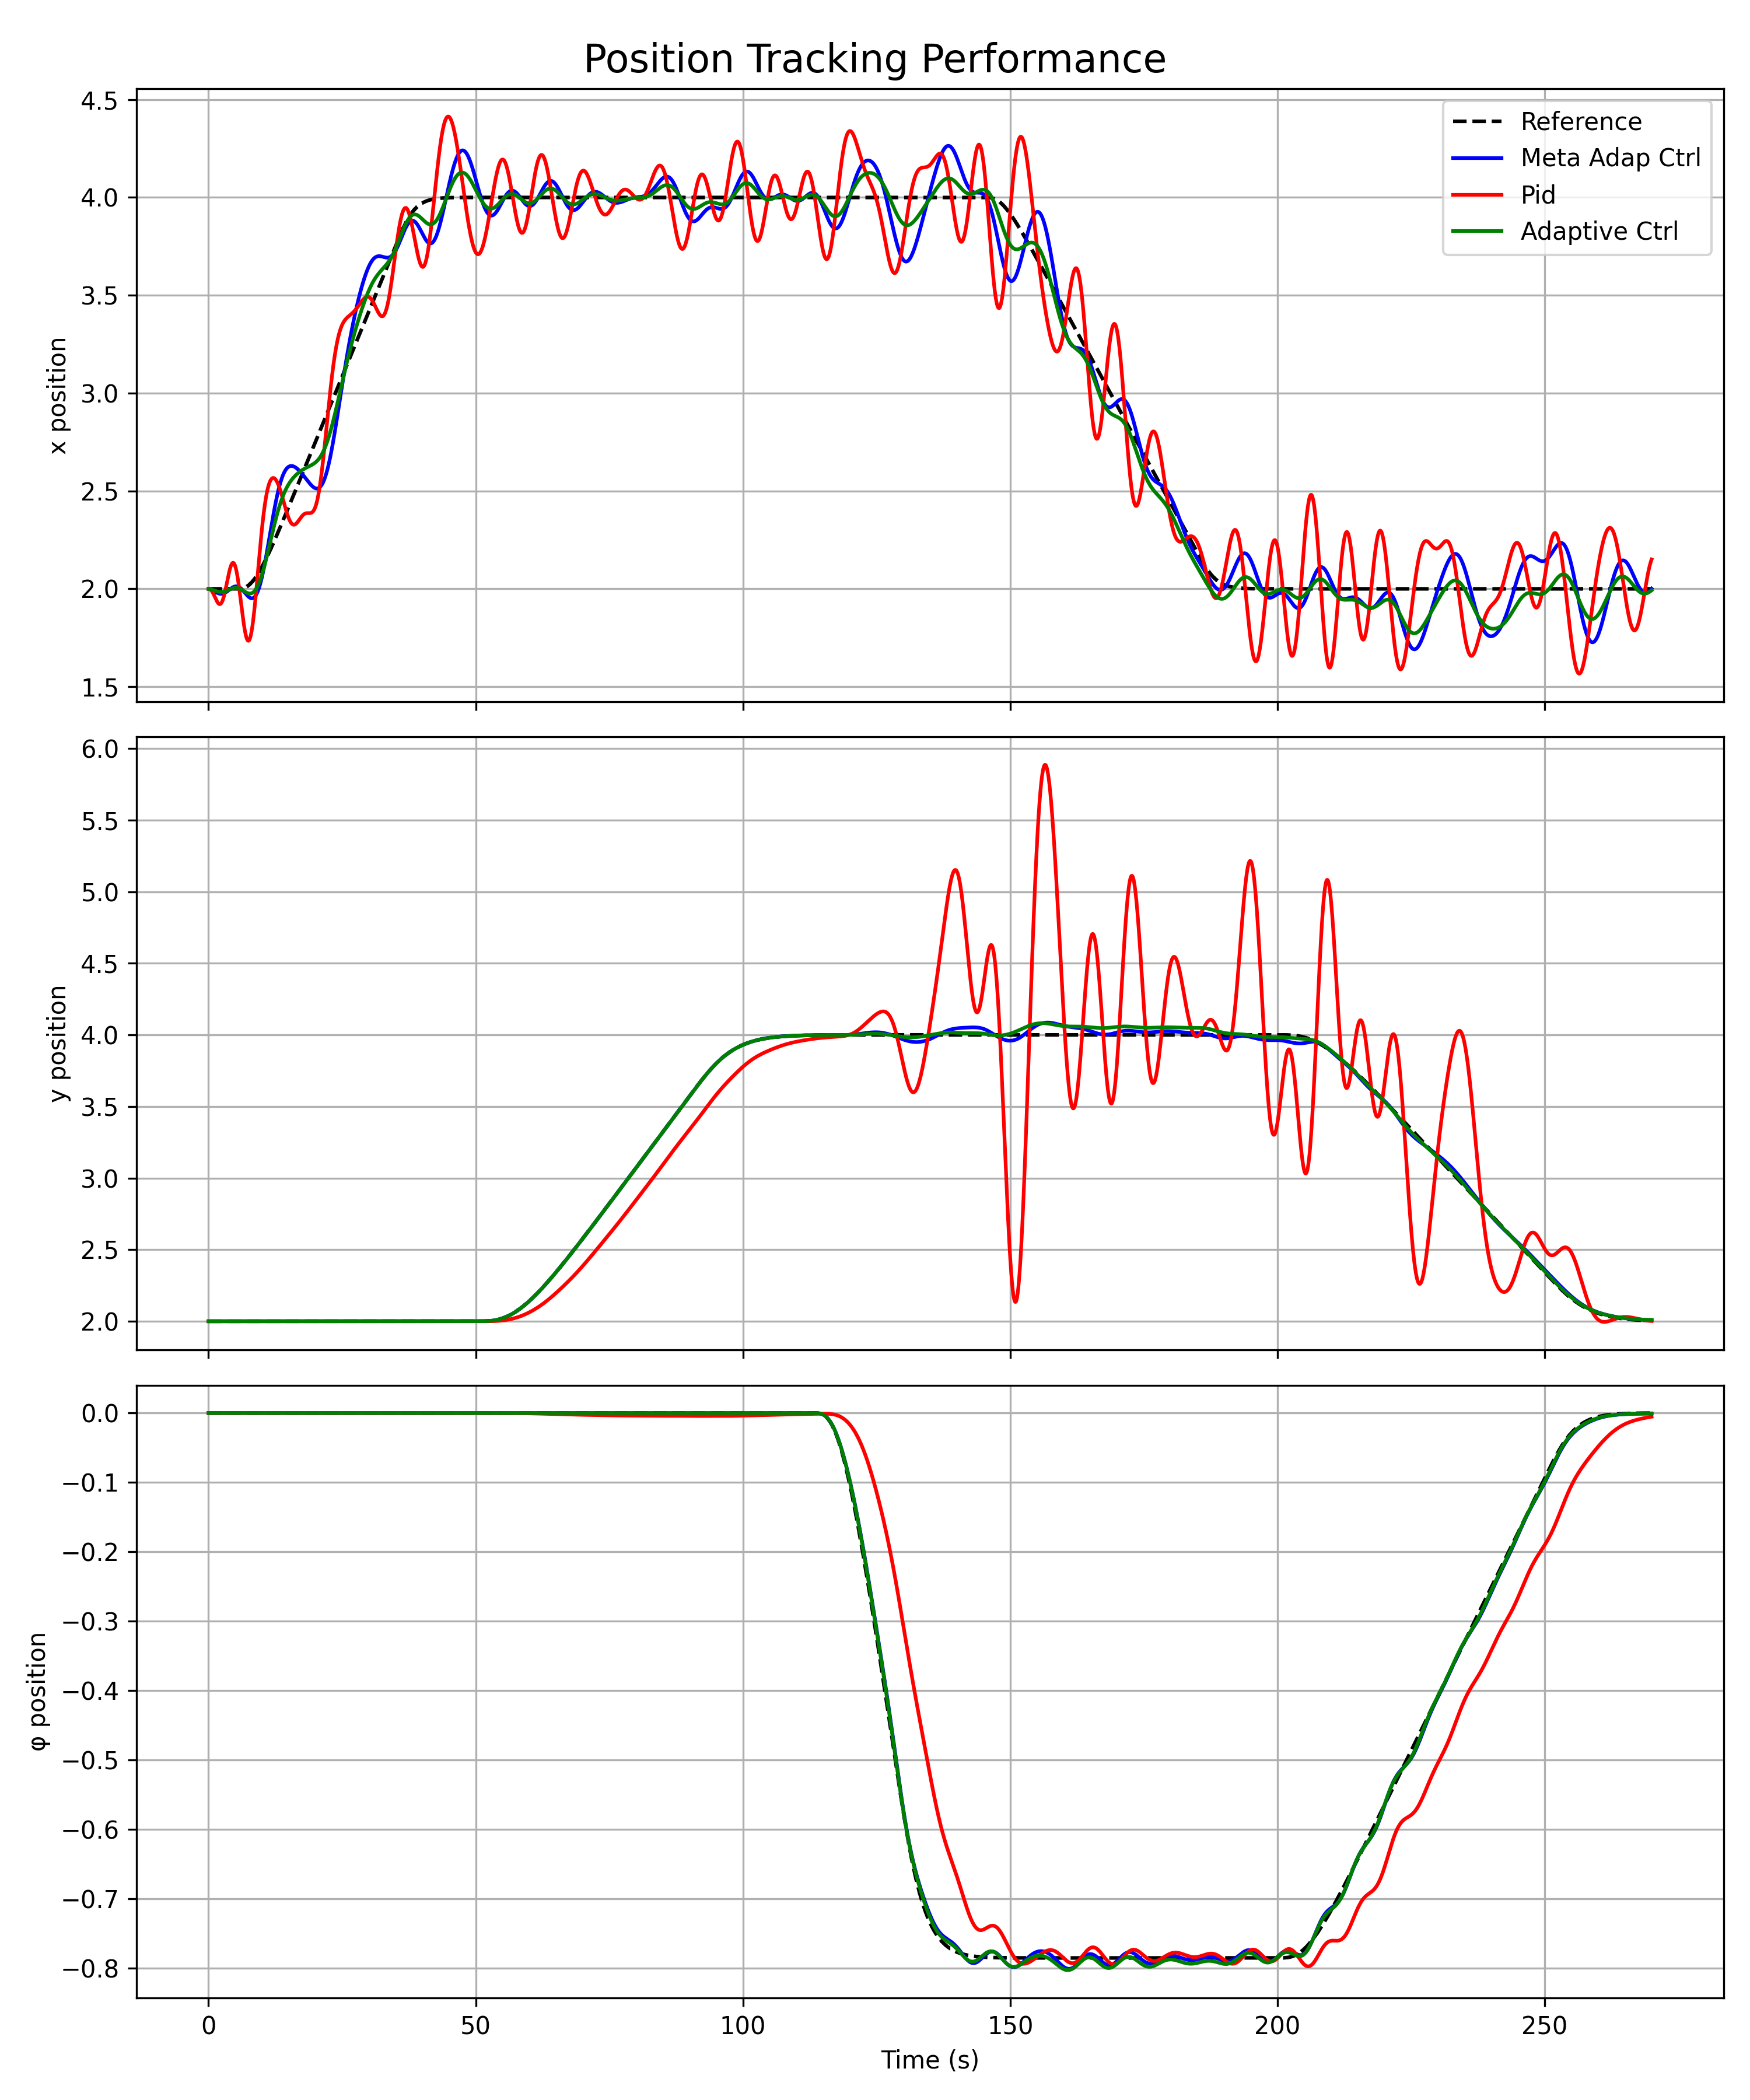 Position Tracking Performance
4.5
4.0
3.5
3.0
2.5
2.0
1.5
x position
Reference
Meta Adap Ctrl
Pid
Adaptive Ctrl
6.0
5.5
5.0
4.5
4.0
3.5
3.0
2.5
2.0
y position
0.0
−0.1
−0.2
−0.3
−0.4
−0.5
−0.6
−0.7
−0.8
φ position
0 50 100 150 200 250
Time (s)